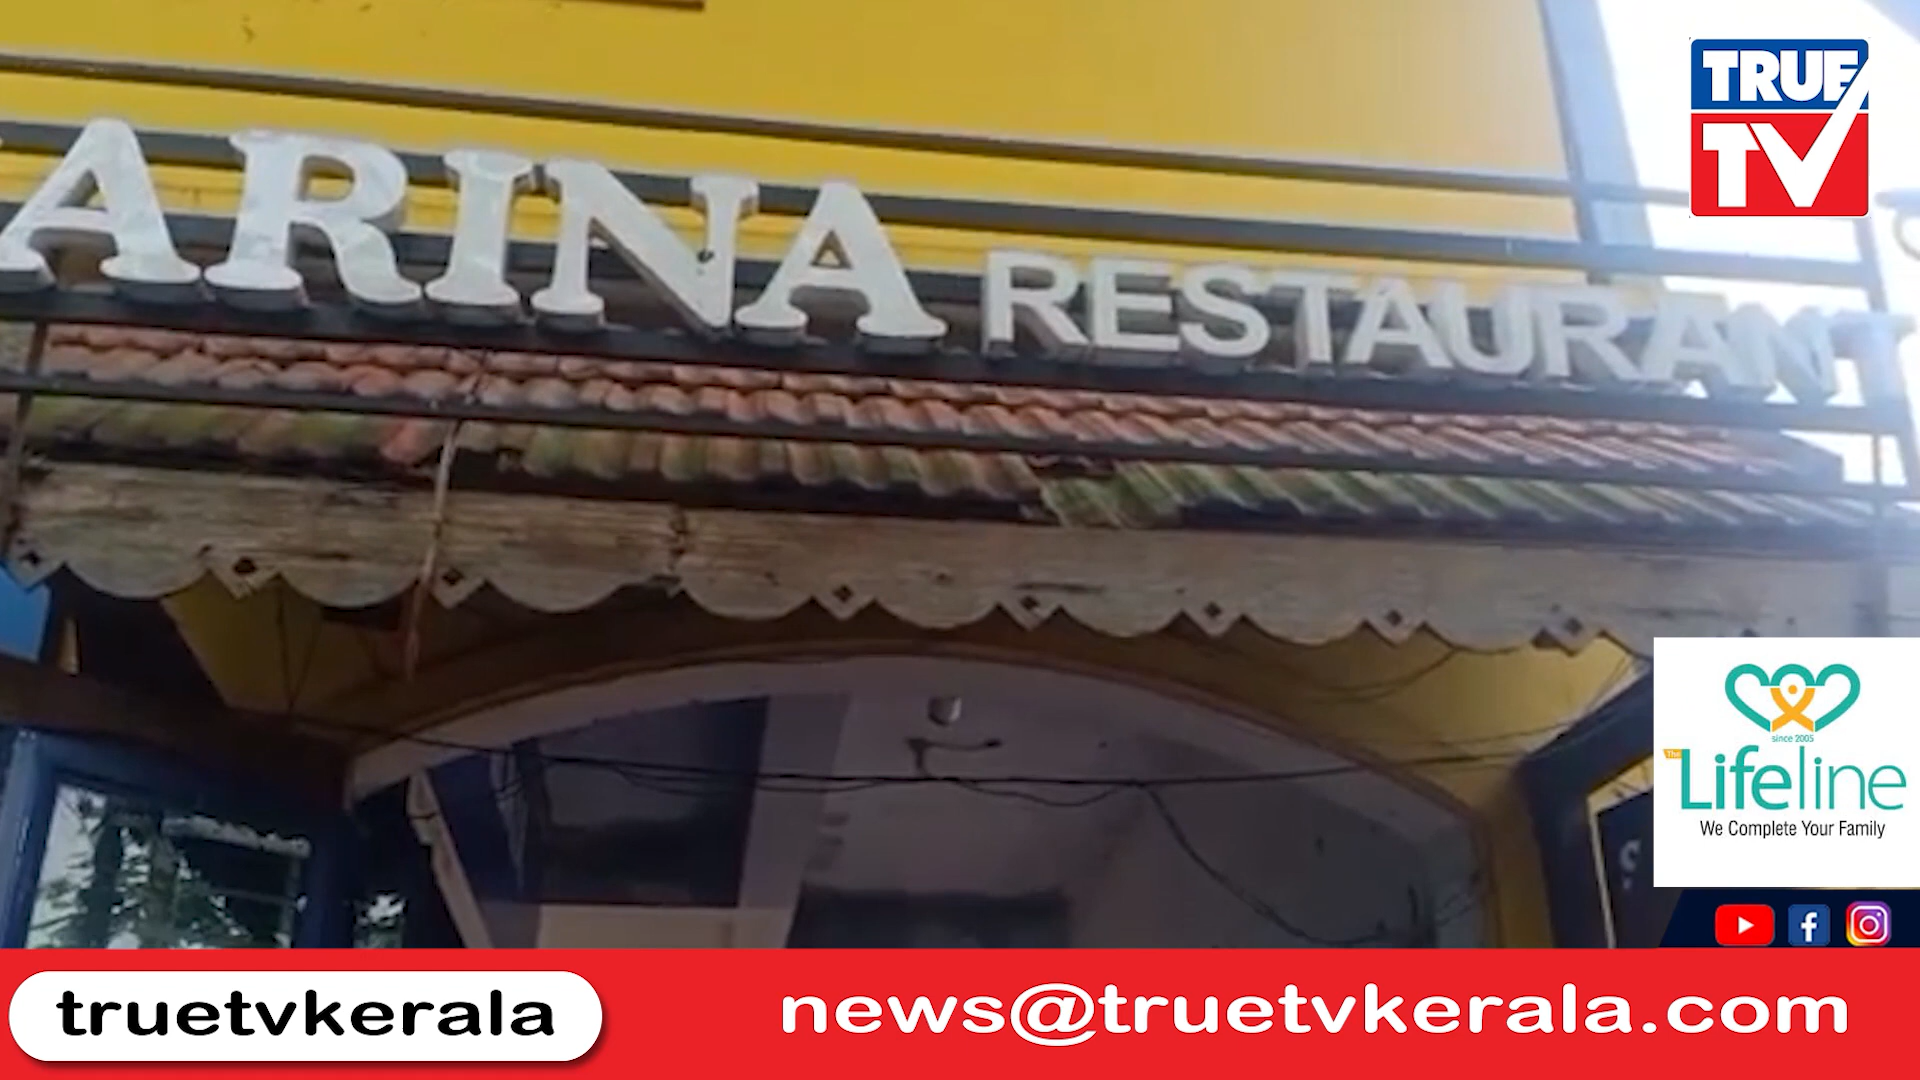 TRUE
TV
ARINA RESTAURANT
since 2005
The
Lifeline
We Complete Your Family
truetvkerala
news@truetvkerala.com